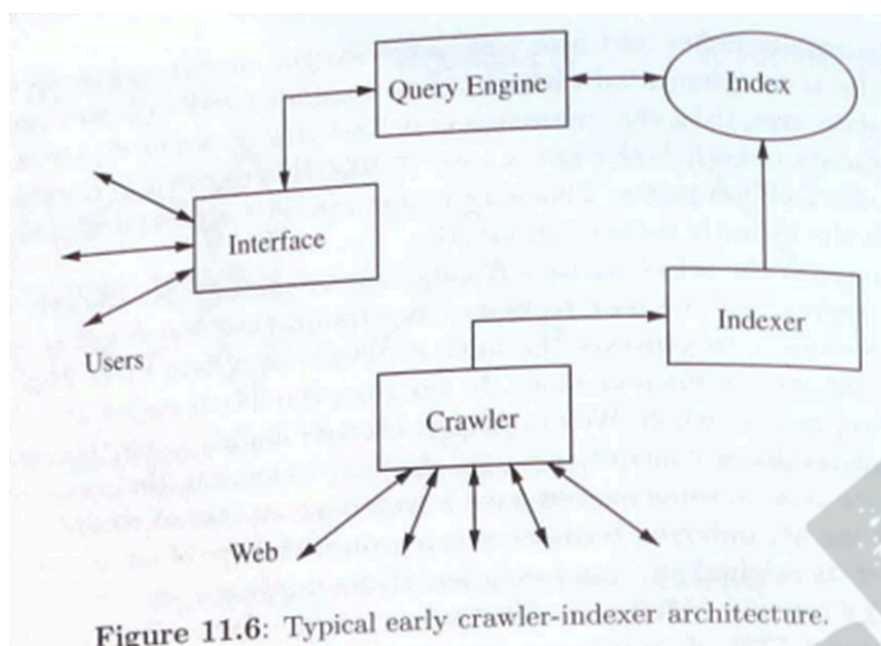 Query Engine
Index
Interface
Users
Indexer
Crawler
Web
Figure 11.6: Typical early crawler-indexer architecture.